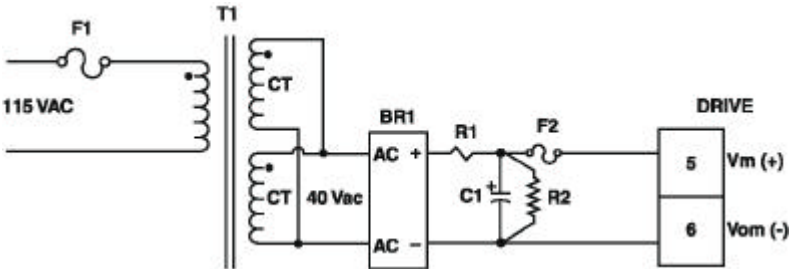 T1
F1
115 VAC
CT
CT
40 Vac
BR1
AC +
AC −
R1
C1
+
R2
F2
DRIVE
5 Vm (+)
6 Vom (-)